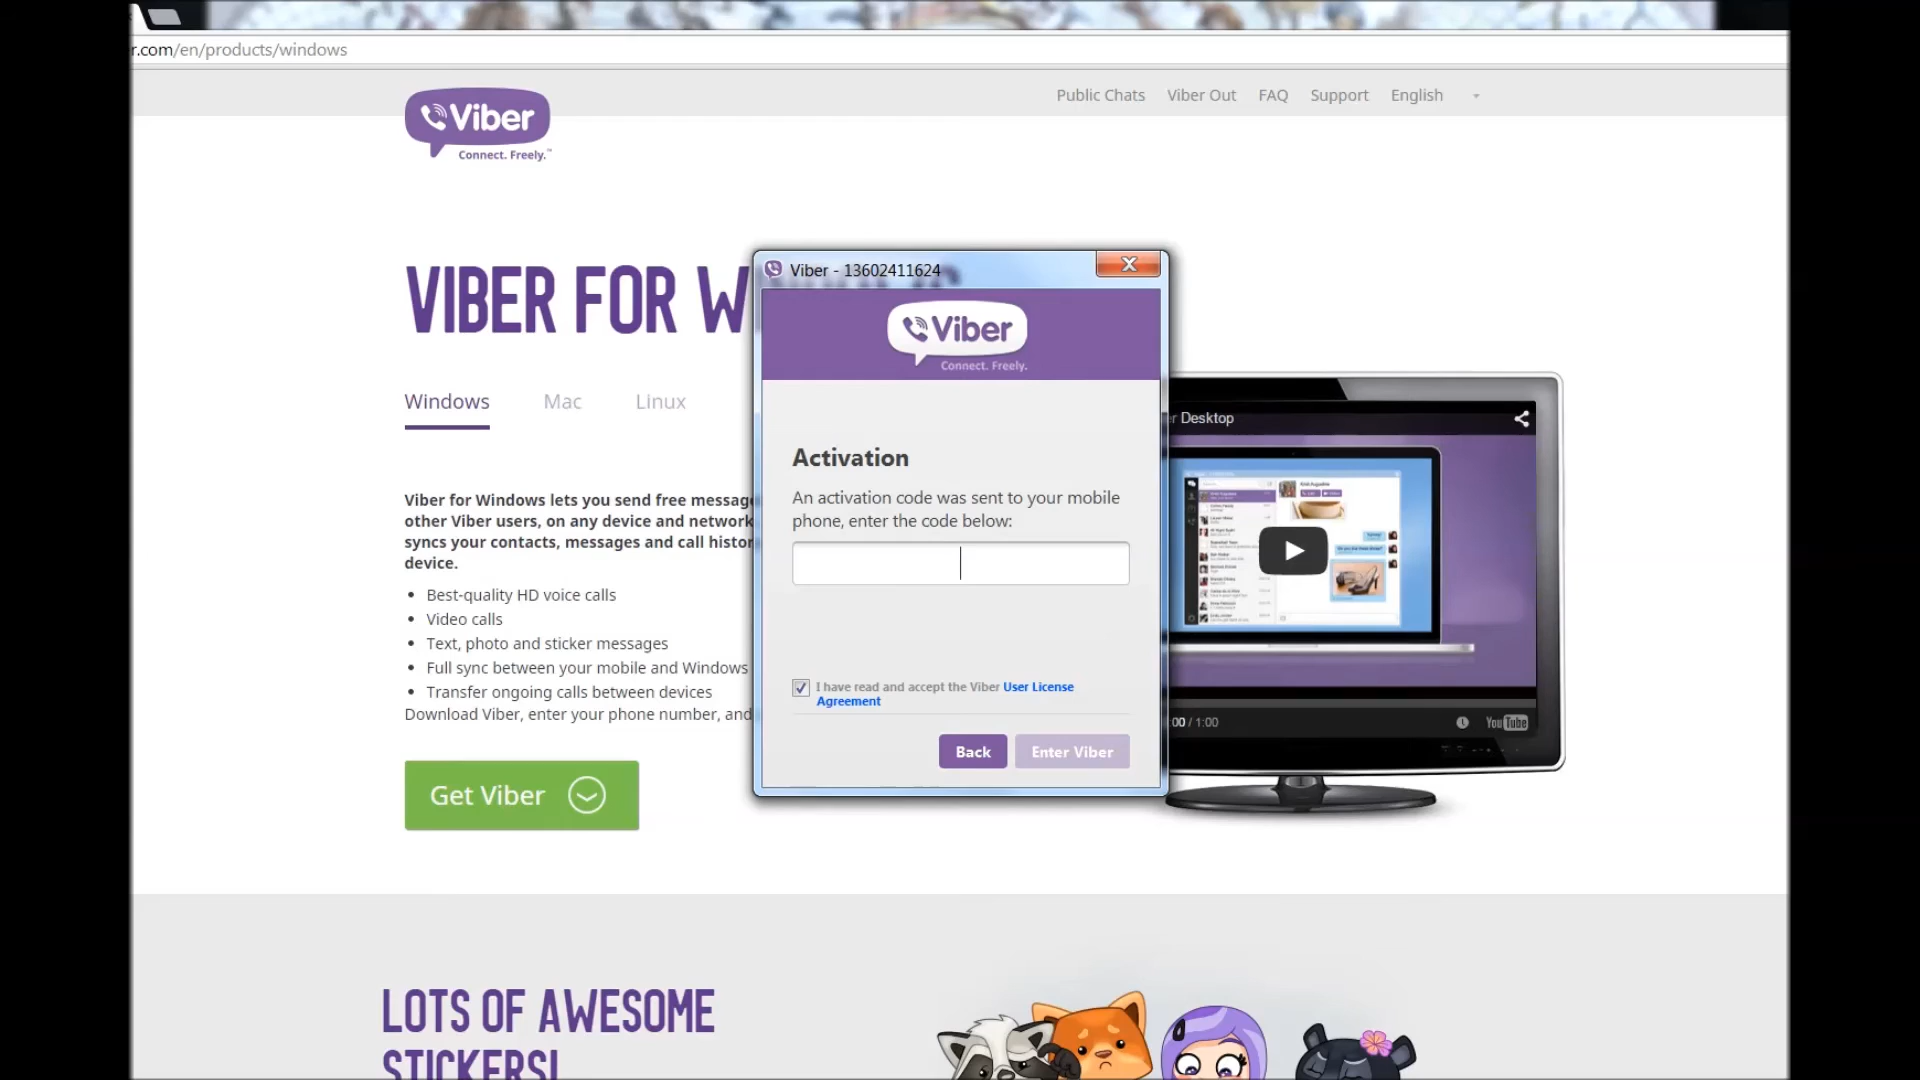 r.com/en/products/windows
Viber
Connect. Freely.™
Public Chats
Viber Out
FAQ
Support
English
VIBER FOR W
Windows
Mac
Linux
Viber for Windows lets you send free messag
other Viber users, on any device and network
syncs your contacts, messages and call histor
device.
• Best-quality HD voice calls
• Video calls
• Text, photo and sticker messages
• Full sync between your mobile and Windows
• Transfer ongoing calls between devices
Download Viber, enter your phone number, and
Get Viber
Viber - 13602411624
X
Viber
Connect. Freely.
Activation
An activation code was sent to your mobile
phone, enter the code below:
I have read and accept the Viber User License
Agreement
Back
Enter Viber
r Desktop
:00 / 1:00
YouTube
LOTS OF AWESOME
STICKERS!